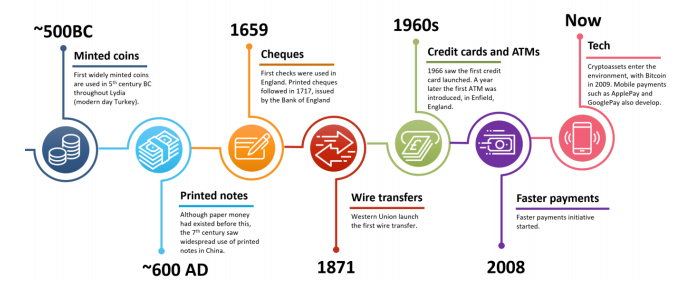 ~500BC
Minted coins
First widely minted coins
are used in 5th century BC
throughout Lydia
(modern day Turkey).
Printed notes
Although paper money
had existed before this,
the 7th century saw
widespread use of printed
notes in China.
~600 AD
1659
Cheques
First checks were used in
England. Printed cheques
followed in 1717, issued
by the Bank of England
Wire transfers
Western Union launch
the first wire transfer.
1871
1960s
Credit cards and ATMs
1966 saw the first credit
card launched. A year
later the first ATM was
introduced, in Enfield,
England.
£
Faster payments
Faster payments initiative
started.
2008
Now
Tech
Cryptoassets enter the
environment, with Bitcoin
in 2009. Mobile payments
such as ApplePay and
GooglePay also develop.